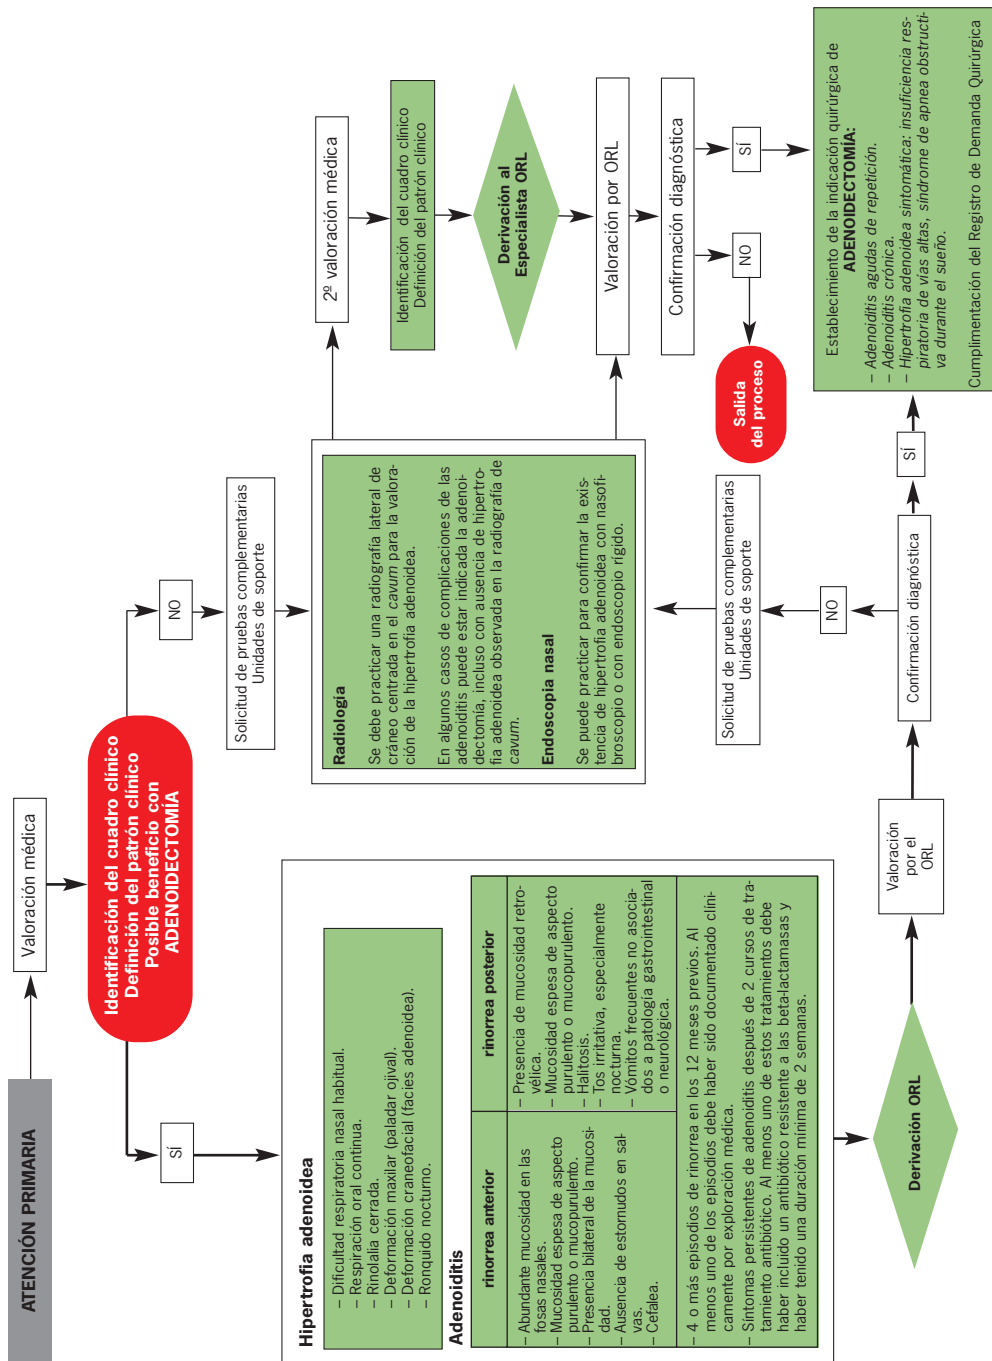 ATENCIÓN PRIMARIA
Valoración médica
Identificación del cuadro clínico
Definición del patrón clínico
Posible beneficio con
ADENOIDECTOMÍA
SÍ
NO
Hipertrofia adenoidea
– Dificultad respiratoria nasal habitual.
– Respiración oral continua.
– Rinolalia cerrada.
– Deformación maxilar (paladar ojival).
– Deformación craneofacial (facies adenoidea).
– Ronquido nocturno.
Adenoiditis
rinorrea anterior
– Abundante mucosidad en las
fosas nasales.
– Mucosidad espesa de aspecto
purulento o mucopurulento.
– Presencia bilateral de la mucosi-
dad.
– Ausencia de estornudos en sal-
vas.
– Cefalea.
rinorrea posterior
– Presencia de mucosidad retro-
vélica.
– Mucosidad espesa de aspecto
purulento o mucopurulento.
– Halitosis.
– Tos irritativa, especialmente
nocturna.
– Vómitos frecuentes no asocia-
dos a patología gastrointestinal
o neurológica.
– 4 o más episodios de rinorrea en los 12 meses previos. Al
menos uno de los episodios debe haber sido documentado clíni-
camente por exploración médica.
– Síntomas persistentes de adenoiditis después de 2 cursos de tra-
tamiento antibiótico. Al menos uno de estos tratamientos debe
haber incluido un antibiótico resistente a las beta-lactamasas y
haber tenido una duración mínima de 2 semanas.
Derivación ORL
Valoración
por el
ORL
Confirmación diagnóstica
NO
SÍ
Solicitud de pruebas complementarias
Unidades de soporte
Solicitud de pruebas complementarias
Unidades de soporte
Radiología
Se debe practicar una radiografía lateral de
cráneo centrada en el cavum para la valora-
ción de la hipertrofia adenoidea.
En algunos casos de complicaciones de las
adenoiditis puede estar indicada la adenoi-
dectomía, incluso con ausencia de hipertro-
fia adenoidea observada en la radiografía de
cavum.
Endoscopia nasal
Se puede practicar para confirmar la exis-
tencia de hipertrofia adenoidea con nasofi-
broscopio o con endoscopio rígido.
2º valoración médica
Identificación del cuadro clínico
Definición del patrón clínico
Derivación al
Especialista ORL
Valoración por ORL
Confirmación diagnóstica
NO
SÍ
Salida
del proceso
Establecimiento de la indicación quirúrgica de
ADENOIDECTOMÍA:
– Adenoiditis agudas de repetición.
– Adenoiditis crónica.
– Hipertrofia adenoidea sintomática: insuficiencia res-
piratoria de vías altas, síndrome de apnea obstructi-
va durante el sueño.
Cumplimentación del Registro de Demanda Quirúrgica